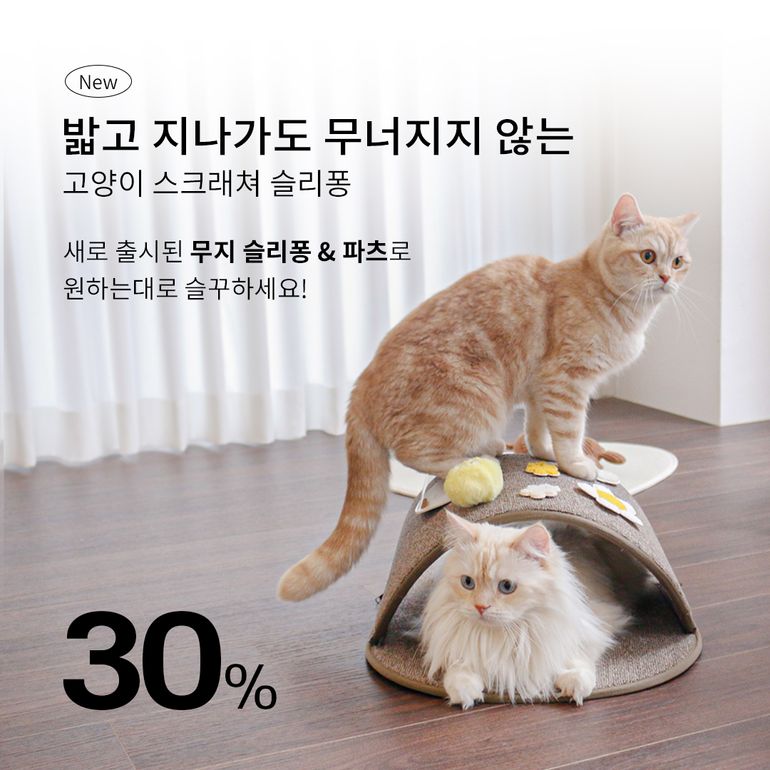 New
밟고 지나가도 무너지지 않는
고양이 스크래쳐 슬리퐁
새로 출시된 무지 슬리퐁 & 파츠로
원하는대로 슬꾸하세요!
30%